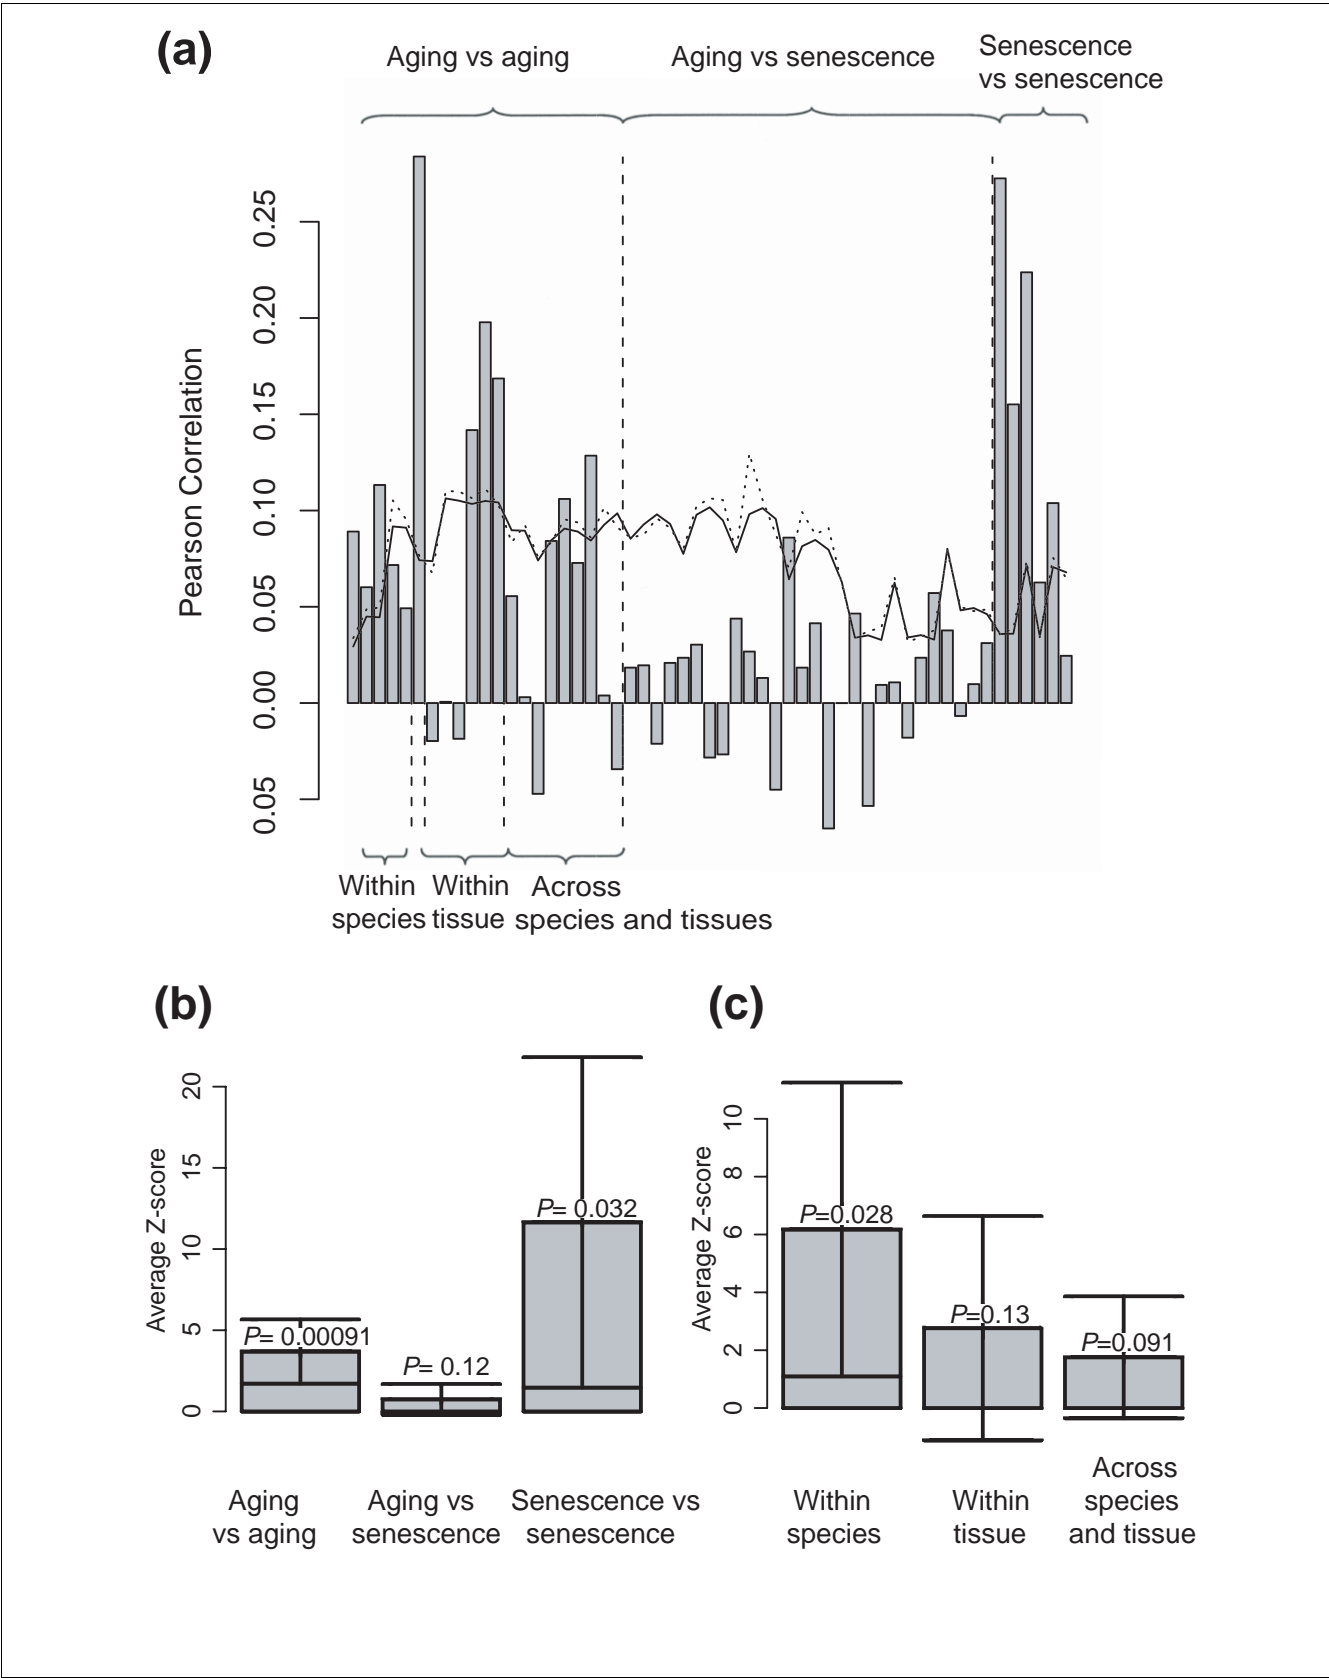 (a)
Aging vs aging
Aging vs senescence
Senescence
vs senescence
Pearson Correlation
0.25
0.20
0.15
0.10
0.05
0.00
0.05
Within
species
Within
tissue
Across
species and tissues
(b)
Average Z-score
20
15
10
5
0
P= 0.00091
P= 0.12
P= 0.032
Aging
vs aging
Aging vs
senescence
Senescence vs
senescence
(c)
Average Z-score
10
8
6
4
2
0
P=0.028
P=0.13
P=0.091
Within
species
Within
tissue
Across
species
and tissue